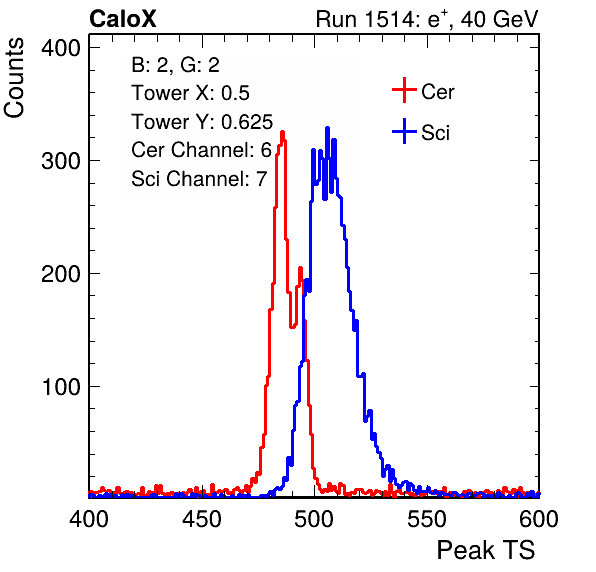 CaloX Run 1514: e⁺, 40 GeV
Counts
400
300
200
100
B: 2, G: 2
Tower X: 0.5
Tower Y: 0.625
Cer Channel: 6
Sci Channel: 7
Cer
Sci
400 450 500 550 600
Peak TS